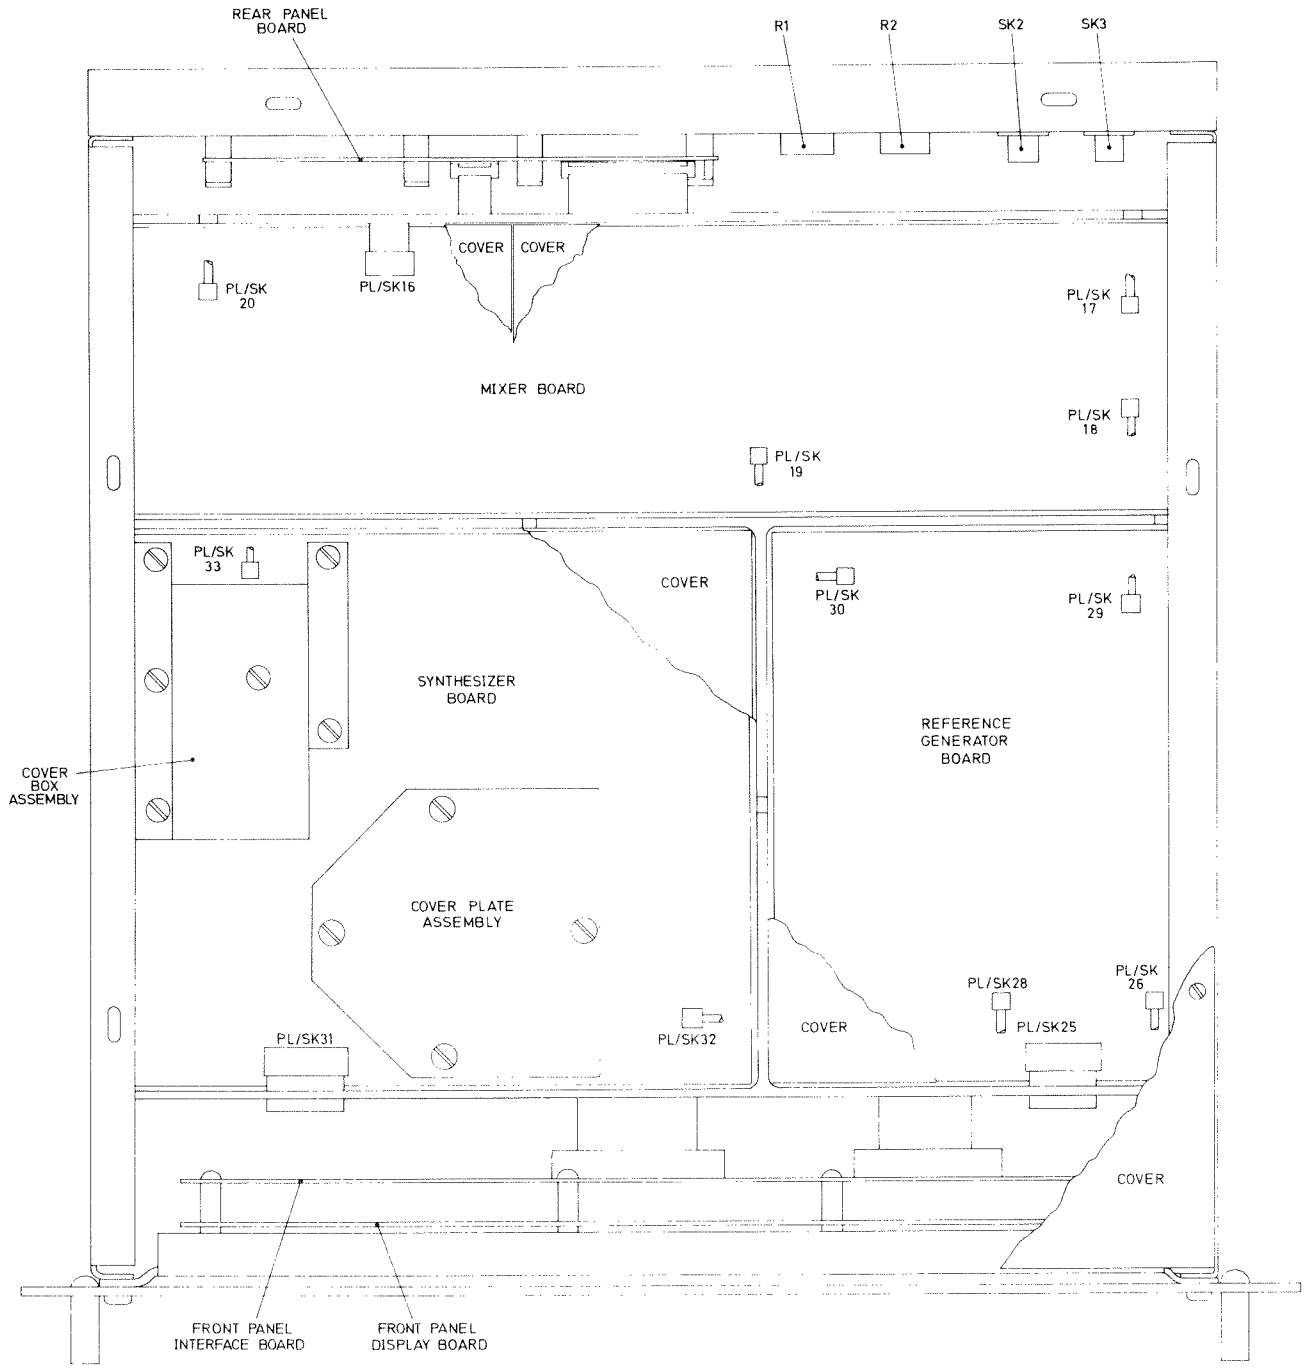 REAR PANEL
BOARD
R1
R2
SK2
SK3
COVER
COVER
PL/SK
20
PL/SK16
PL/SK
17
MIXER BOARD
PL/SK
18
PL/SK
19
PL/SK
33
COVER
PL/SK
30
PL/SK
29
SYNTHESIZER
BOARD
REFERENCE
GENERATOR
BOARD
COVER
BOX
ASSEMBLY
COVER PLATE
ASSEMBLY
PL/SK28
PL/SK
26
PL/SK31
PL/SK32
COVER
PL/SK25
COVER
FRONT PANEL
INTERFACE BOARD
FRONT PANEL
DISPLAY BOARD